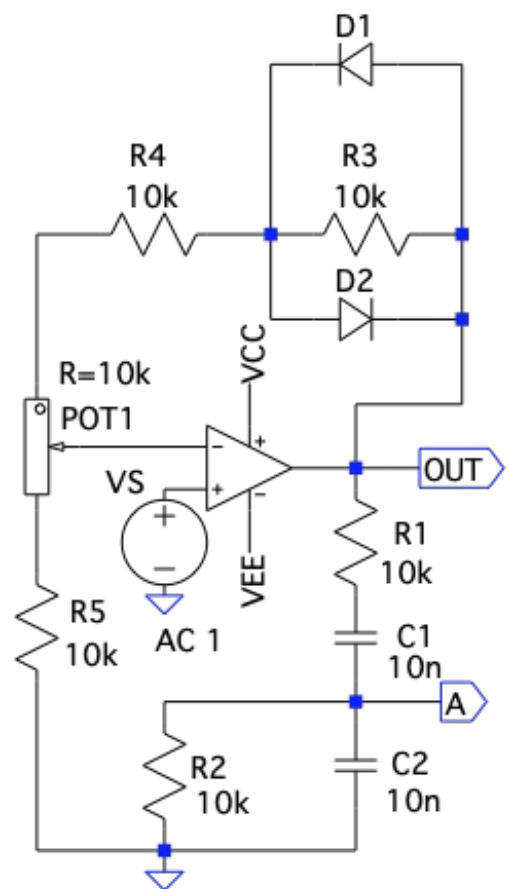 D1
R4
10k
R3
10k
D2
R=10k
POT1
VCC
−
+
+
−
VS
+
−
AC 1
VEE
OUT
R1
10k
R5
10k
C1
10n
A
R2
10k
C2
10n